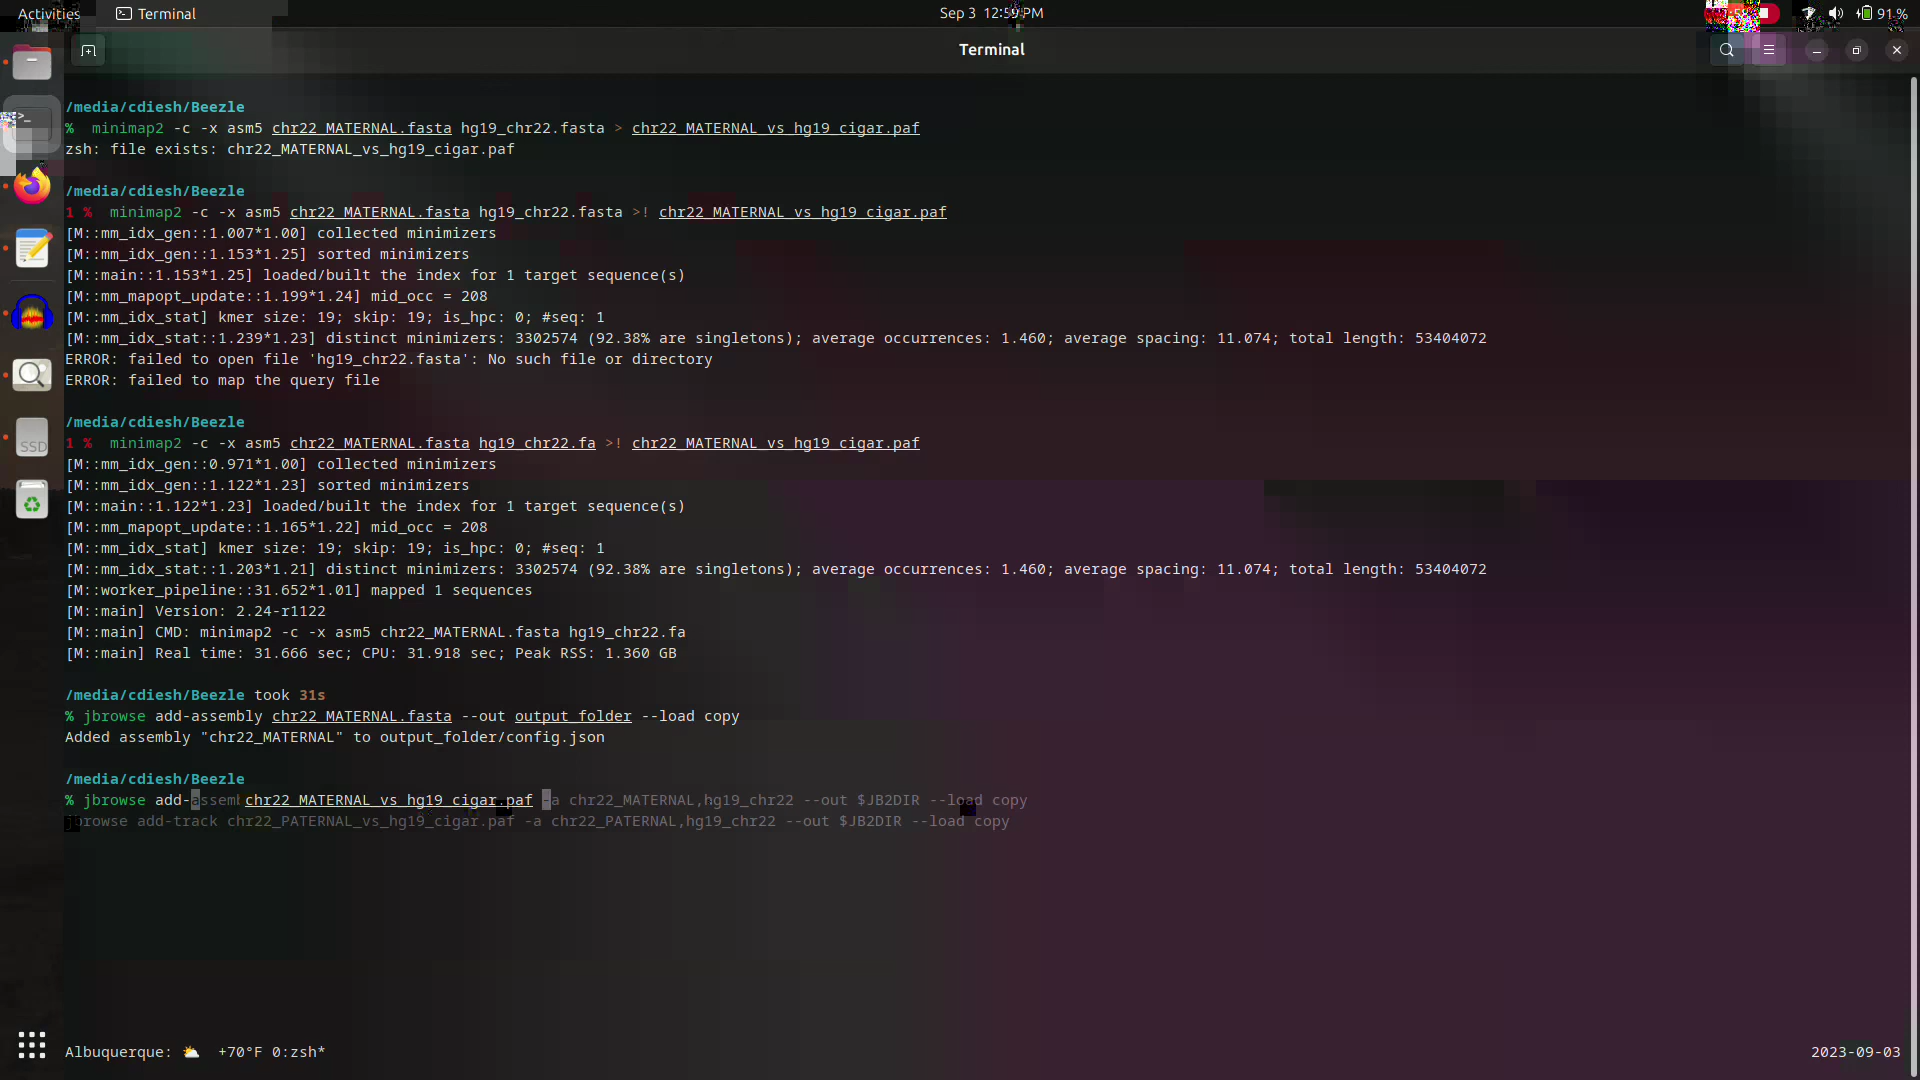 Activities
Terminal
Sep 3 12:59 PM
91 %
Terminal
/media/cdiesh/Beezle
% minimap2 -c -x asm5 chr22_MATERNAL.fasta hg19_chr22.fasta > chr22_MATERNAL_vs_hg19_cigar.paf
zsh: file exists: chr22_MATERNAL_vs_hg19_cigar.paf
/media/cdiesh/Beezle
1 % minimap2 -c -x asm5 chr22_MATERNAL.fasta hg19_chr22.fasta >! chr22_MATERNAL_vs_hg19_cigar.paf
[M::mm_idx_gen::1.007*1.00] collected minimizers
[M::mm_idx_gen::1.153*1.25] sorted minimizers
[M::main::1.153*1.25] loaded/built the index for 1 target sequence(s)
[M::mm_mapopt_update::1.199*1.24] mid_occ = 208
[M::mm_idx_stat] kmer size: 19; skip: 19; is_hpc: 0; #seq: 1
[M::mm_idx_stat::1.239*1.23] distinct minimizers: 3302574 (92.38% are singletons); average occurrences: 1.460; average spacing: 11.074; total length: 53404072
ERROR: failed to open file 'hg19_chr22.fasta': No such file or directory
ERROR: failed to map the query file
/media/cdiesh/Beezle
1 % minimap2 -c -x asm5 chr22_MATERNAL.fasta hg19_chr22.fa >! chr22_MATERNAL_vs_hg19_cigar.paf
[M::mm_idx_gen::0.971*1.00] collected minimizers
[M::mm_idx_gen::1.122*1.23] sorted minimizers
[M::main::1.122*1.23] loaded/built the index for 1 target sequence(s)
[M::mm_mapopt_update::1.165*1.22] mid_occ = 208
[M::mm_idx_stat] kmer size: 19; skip: 19; is_hpc: 0; #seq: 1
[M::mm_idx_stat::1.203*1.21] distinct minimizers: 3302574 (92.38% are singletons); average occurrences: 1.460; average spacing: 11.074; total length: 53404072
[M::worker_pipeline::31.652*1.01] mapped 1 sequences
[M::main] Version: 2.24-r1122
[M::main] CMD: minimap2 -c -x asm5 chr22_MATERNAL.fasta hg19_chr22.fa
[M::main] Real time: 31.666 sec; CPU: 31.918 sec; Peak RSS: 1.360 GB
/media/cdiesh/Beezle took 31s
% jbrowse add-assembly chr22_MATERNAL.fasta --out output_folder --load copy
Added assembly "chr22_MATERNAL" to output_folder/config.json
/media/cdiesh/Beezle
% jbrowse add-assembl chr22_MATERNAL_vs_hg19_cigar.paf -a chr22_MATERNAL,hg19_chr22 --out $JB2DIR --load copy
jbrowse add-track chr22_PATERNAL_vs_hg19_cigar.paf -a chr22_PATERNAL,hg19_chr22 --out $JB2DIR --load copy
SSD
Albuquerque: +70°F 0:zsh*
2023-09-03